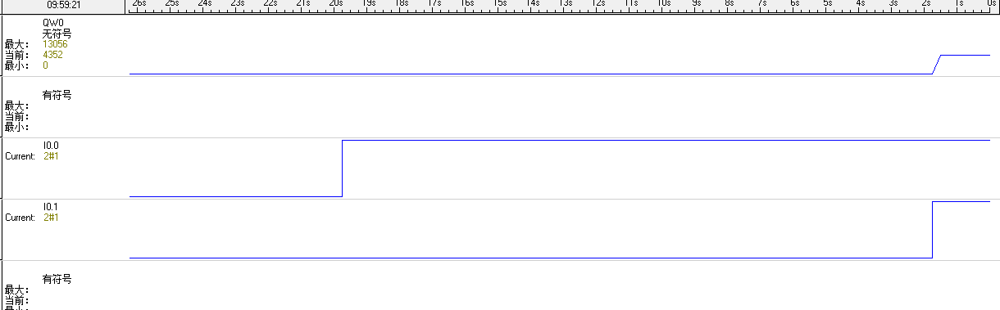 09:59:21 26s 25s 24s 23s 22s 21s 20s 19s 18s 17s 16s 15s 14s 13s 12s 11s 10s 9s 8s 7s 6s 5s 4s 3s 2s 1s 0s
QW0
无符号
最大: 13056
当前: 4352
最小: 0
有符号
最大:
当前:
最小:
I0.0
Current: 2#1
I0.1
Current: 2#1
有符号
最大:
当前:
最小: